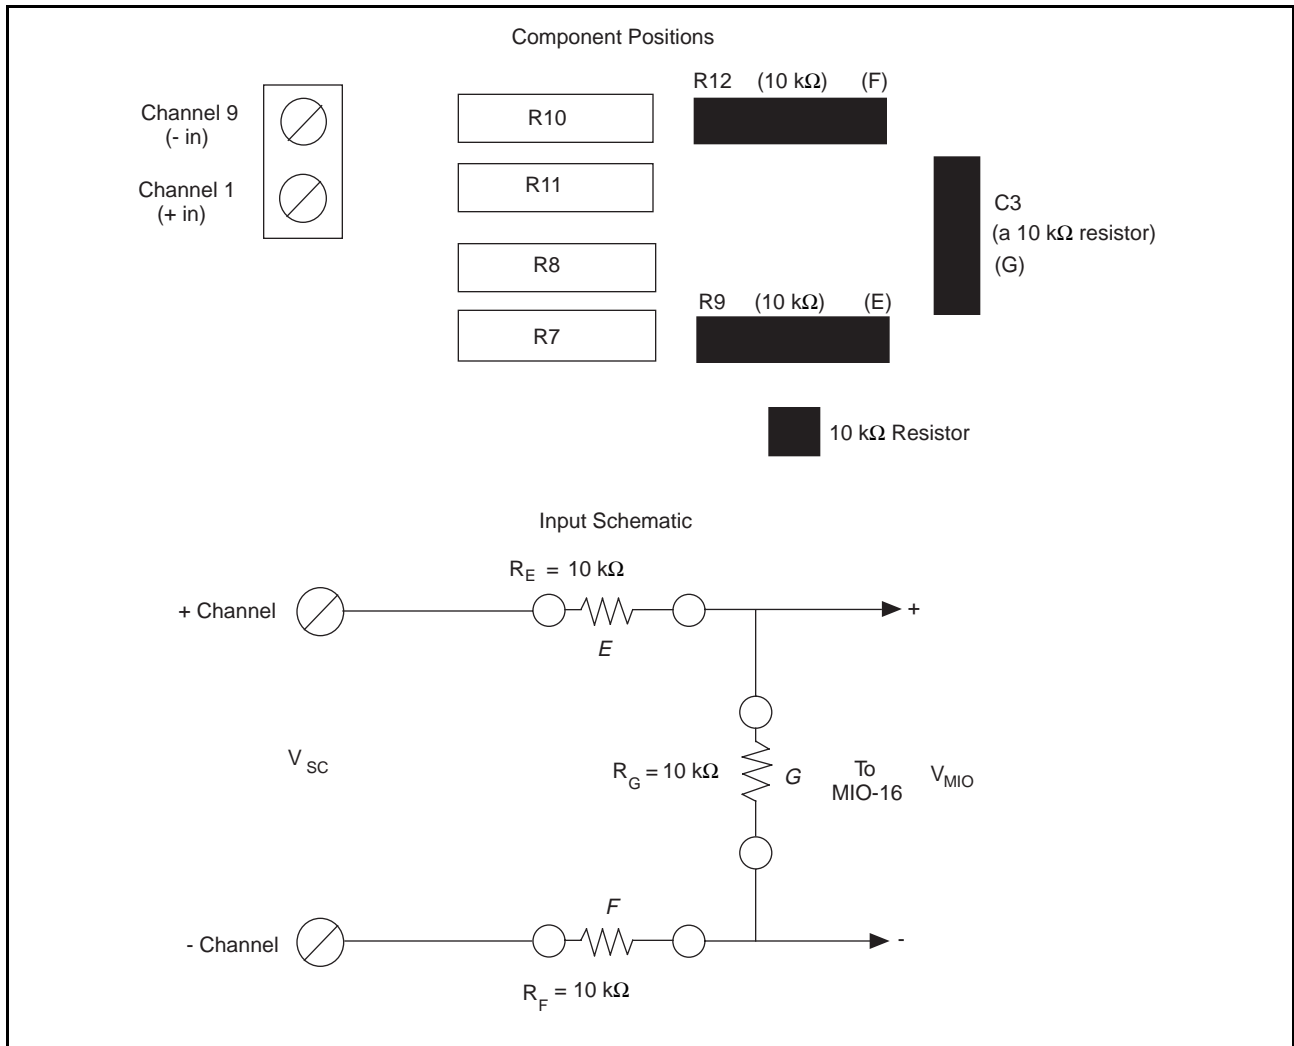 Component Positions
R12 (10 kΩ) (F)
Channel 9
(- in)
R10
Channel 1
(+ in)
R11
C3
(a 10 kΩ resistor)
(G)
R8
R9 (10 kΩ) (E)
R7
10 kΩ Resistor
Input Schematic
R_E = 10 kΩ
+ Channel
+
E
V_SC
R_G = 10 kΩ
G
To
MIO-16
V_MIO
F
- Channel
-
R_F = 10 kΩ